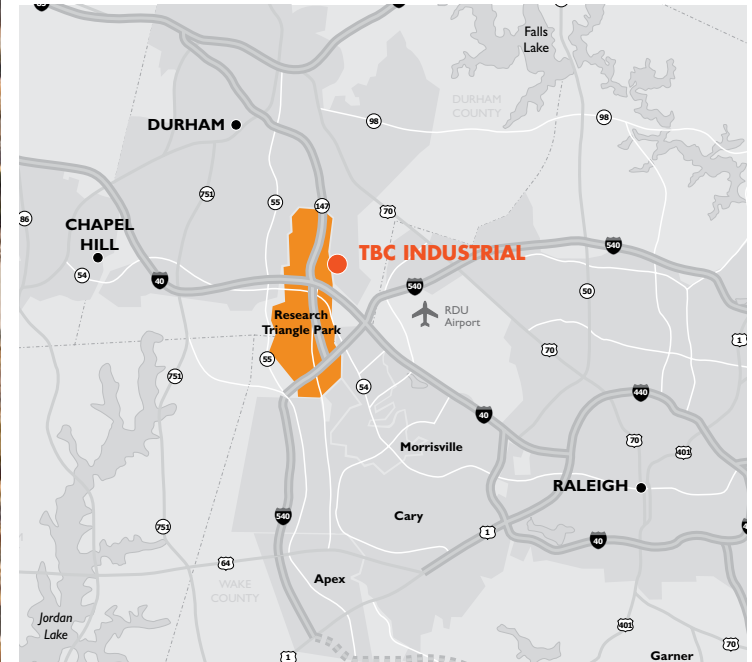 85
Falls
Lake
DURHAM
COUNTY
DURHAM
98
98
751
55
147
70
86
CHAPEL
HILL
TBC INDUSTRIAL
540
54
40
540
50
Research
Triangle Park
RDU
Airport
1
55
70
751
54
440
40
70
401
Morrisville
RALEIGH
540
Cary
751
1
40
64
WAKE
COUNTY
Apex
Jordan
Lake
401
70
1
Garner